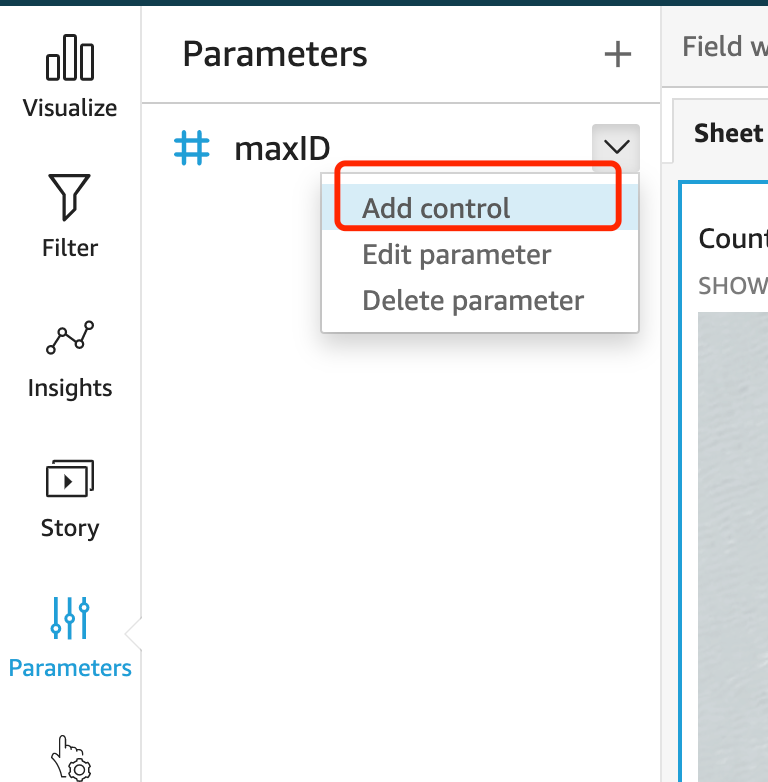 Visualize
Filter
Insights
Story
Parameters
Parameters
maxID
Add control
Edit parameter
Delete parameter
Field w
Sheet
Count
SHOW